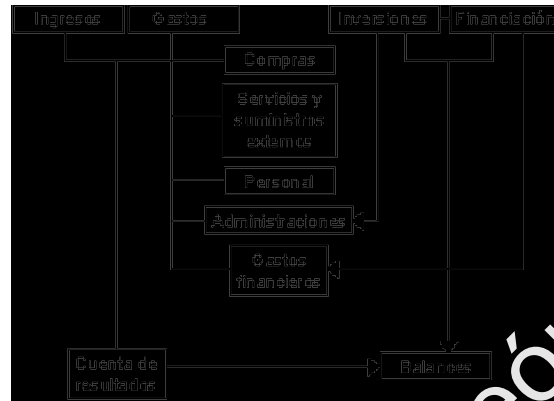 Ingresos
Gastos
Inversiones
Financiación
Compras
Servicios y
suministros
externos
Personal
Administraciones
Gastos
financieros
Cuenta de
resultados
Balances